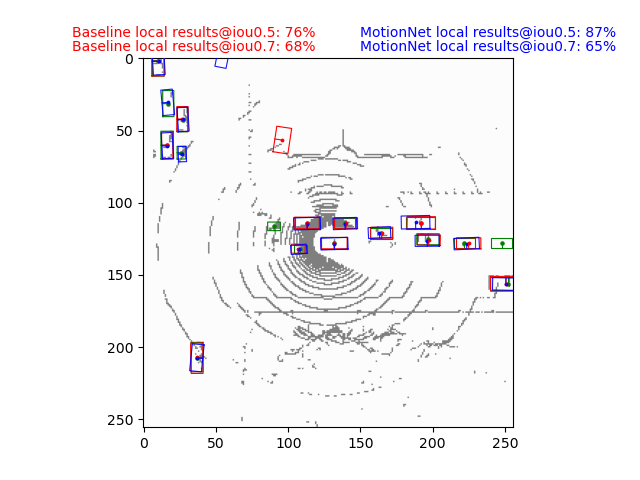 Baseline local results@iou0.5: 76% MotionNet local results@iou0.5: 87%
Baseline local results@iou0.7: 68% MotionNet local results@iou0.7: 65%
0
50
100
150
200
250
0 50 100 150 200 250